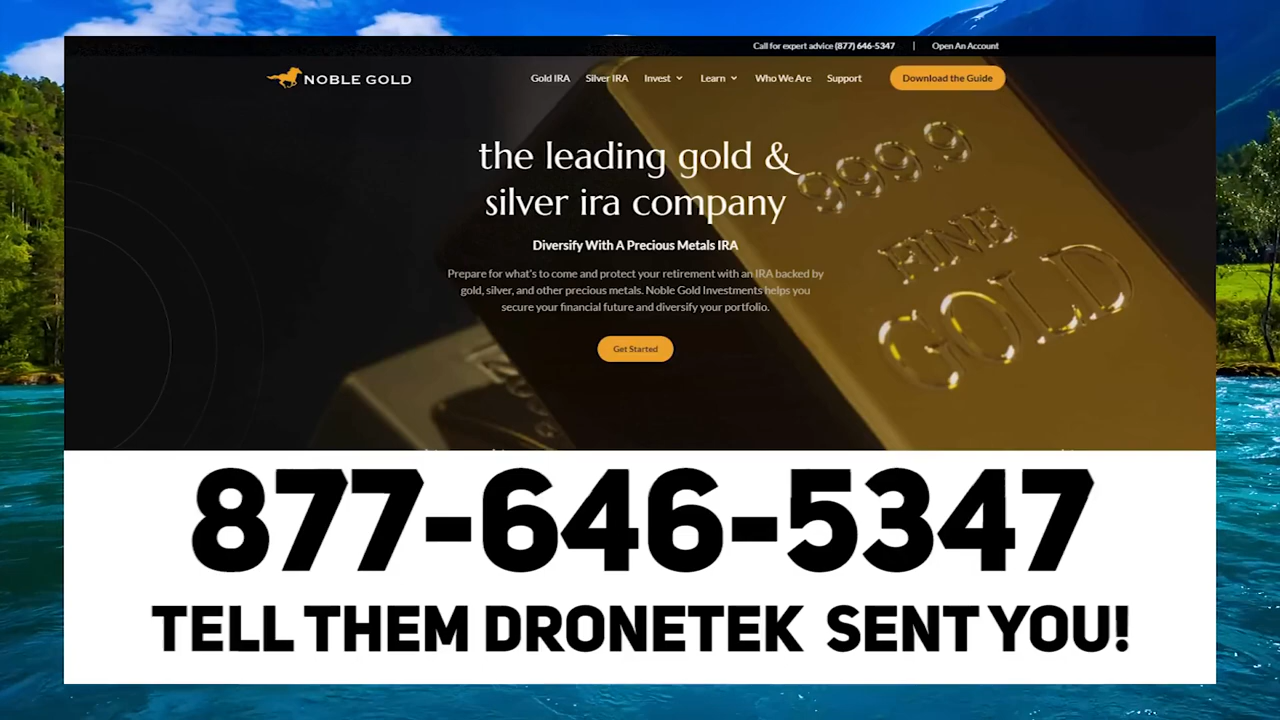 Call for expert advice (877) 646-5347 | Open An Account
NOBLE GOLD Gold IRA Silver IRA Invest Learn Who We Are Support Download the Guide
the leading gold &
silver ira company
Diversify With A Precious Metals IRA
Prepare for what's to come and protect your retirement with an IRA backed by
gold, silver, and other precious metals. Noble Gold Investments helps you
secure your financial future and diversify your portfolio.
Get Started
999.9
FINE
GOLD
877-646-5347
TELL THEM DRONETEK SENT YOU!